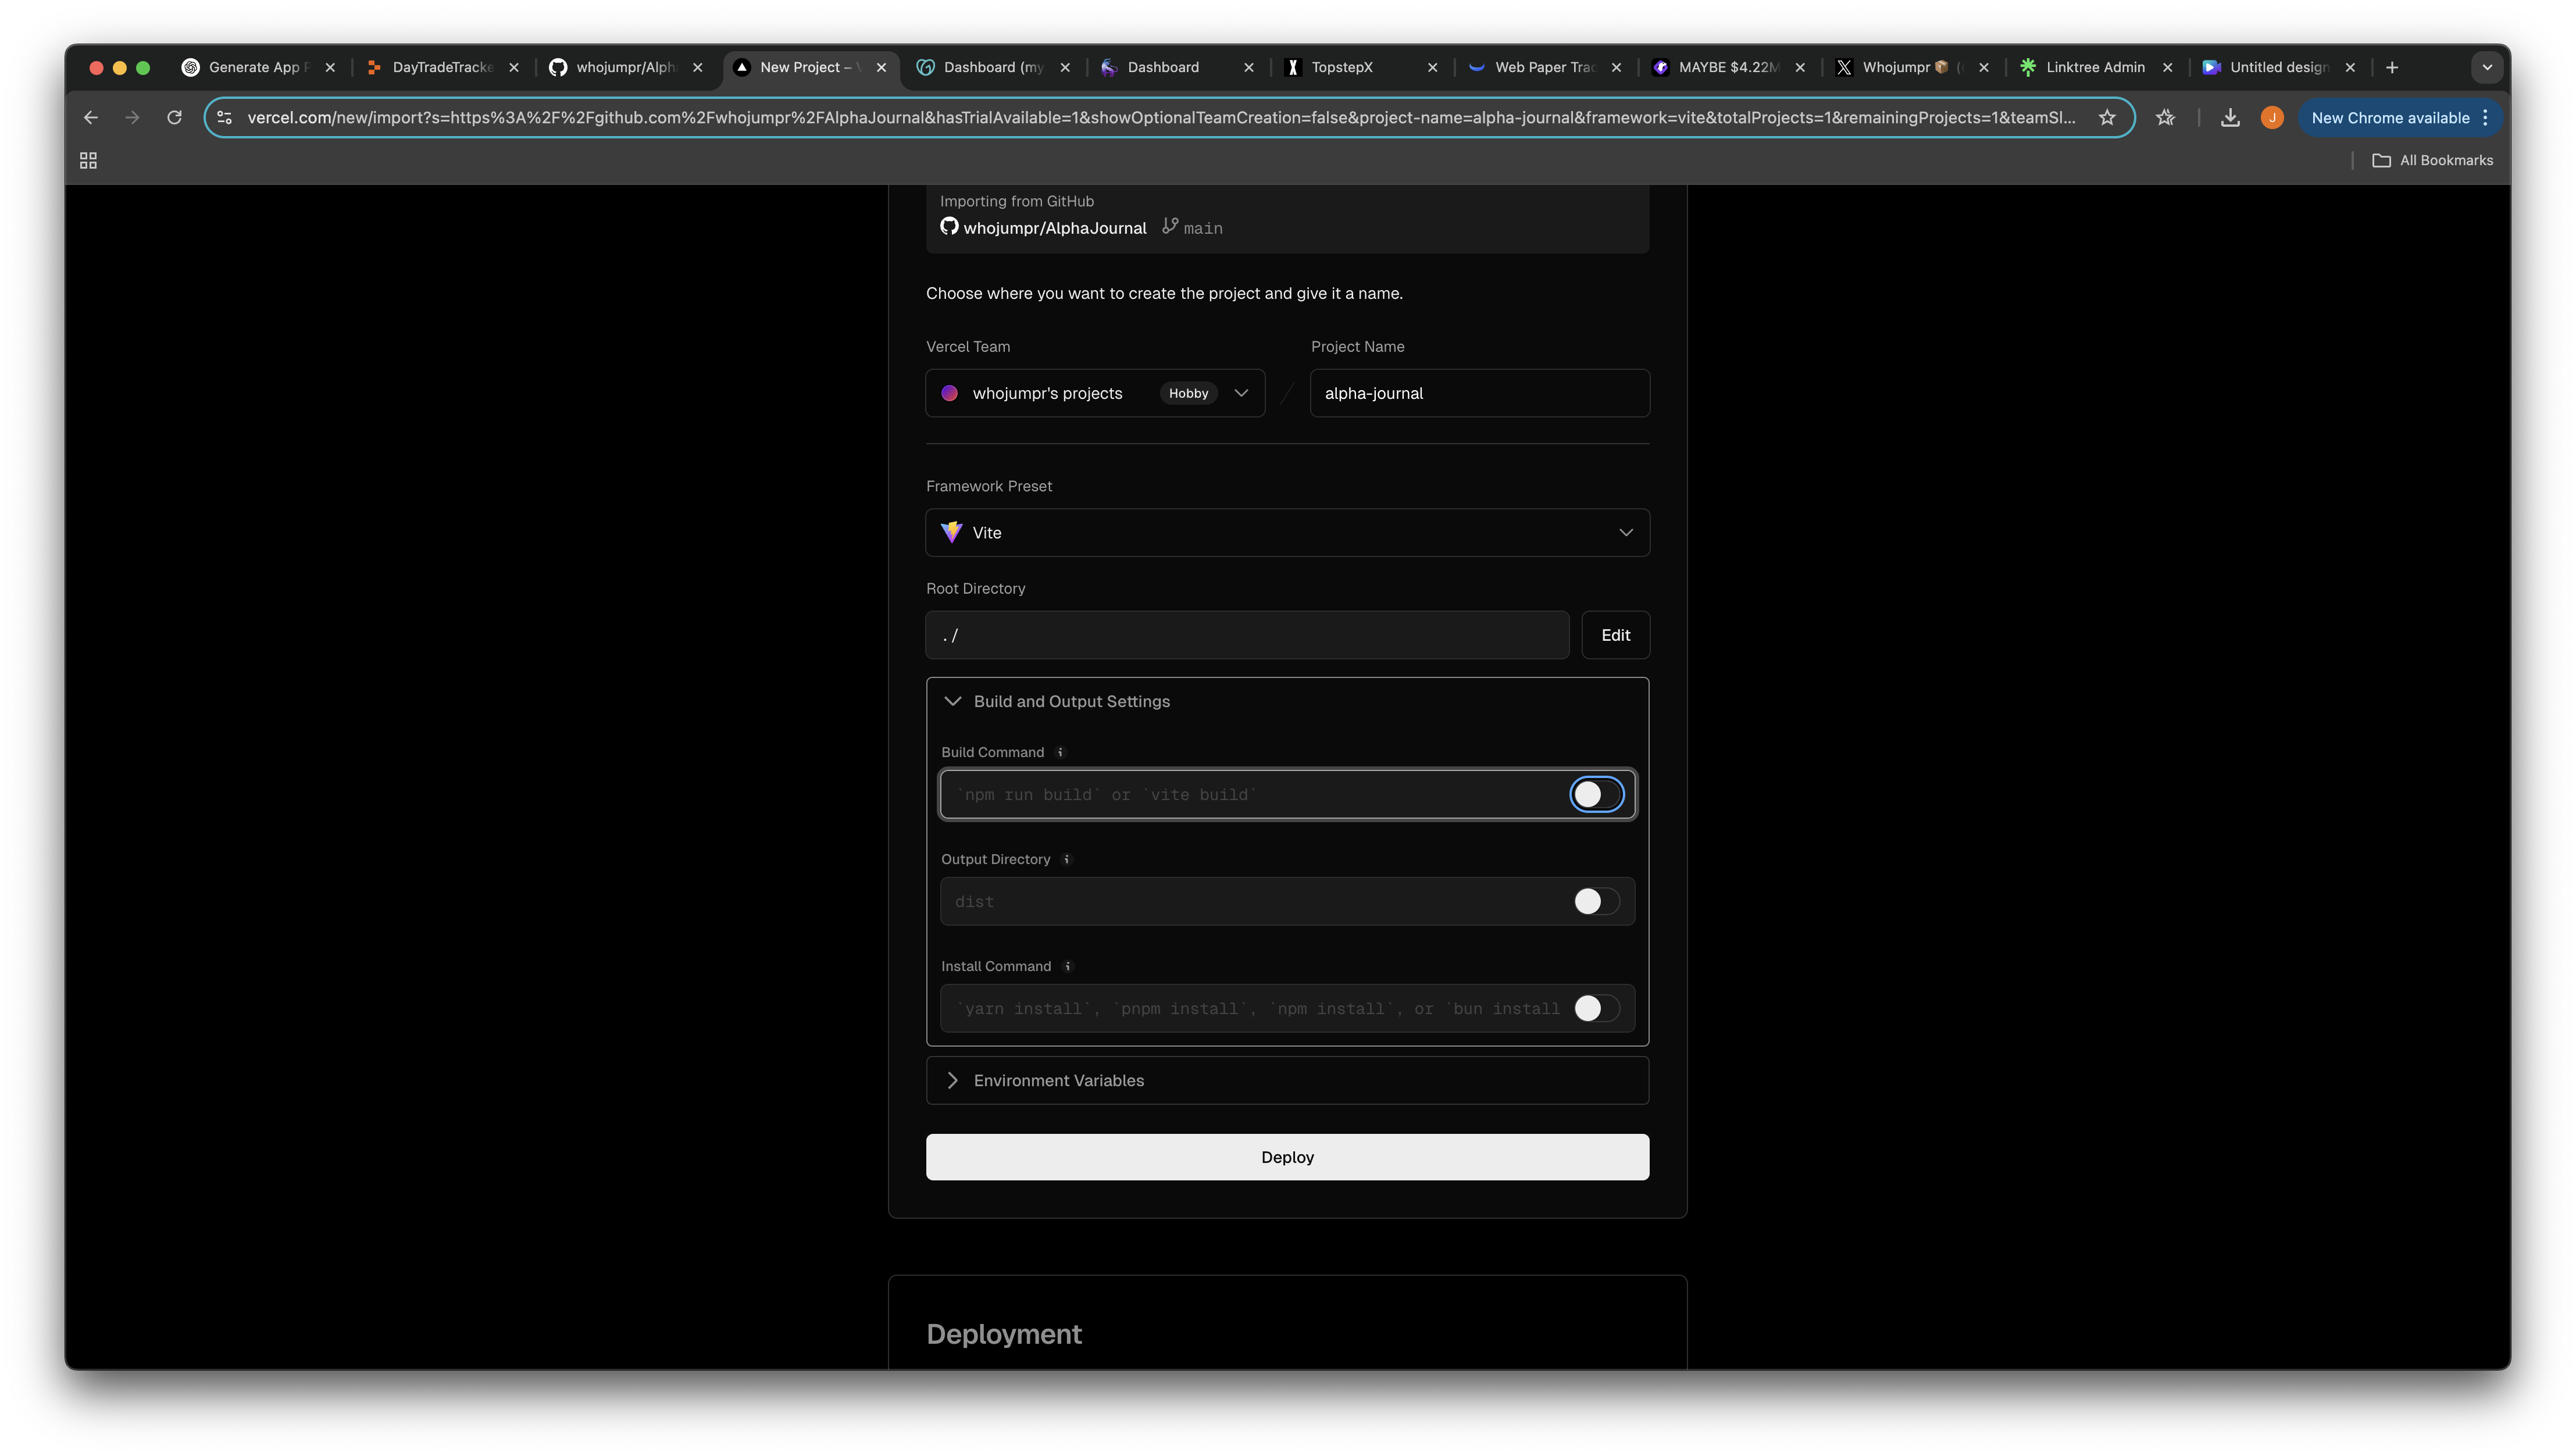 Generate App
DayTradeTracke
whojumpr/Alph
New Project –
Dashboard (my
Dashboard
TopstepX
Web Paper Trad
MAYBE $4.22M
Whojumpr 📦 (
Linktree Admin
Untitled design
vercel.com/new/import?s=https%3A%2F%2Fgithub.com%2Fwhojumpr%2FAlphaJournal&hasTrialAvailable=1&showOptionalTeamCreation=false&project-name=alpha-journal&framework=vite&totalProjects=1&remainingProjects=1&teamSl...
J
New Chrome available
All Bookmarks
Importing from GitHub
whojumpr/AlphaJournal main
Choose where you want to create the project and give it a name.
Vercel Team
Project Name
whojumpr's projects Hobby
/
alpha-journal
Framework Preset
Vite
Root Directory
./
Edit
Build and Output Settings
Build Command
`npm run build` or `vite build`
Output Directory
dist
Install Command
`yarn install`, `pnpm install`, `npm install`, or `bun install
Environment Variables
Deploy
Deployment